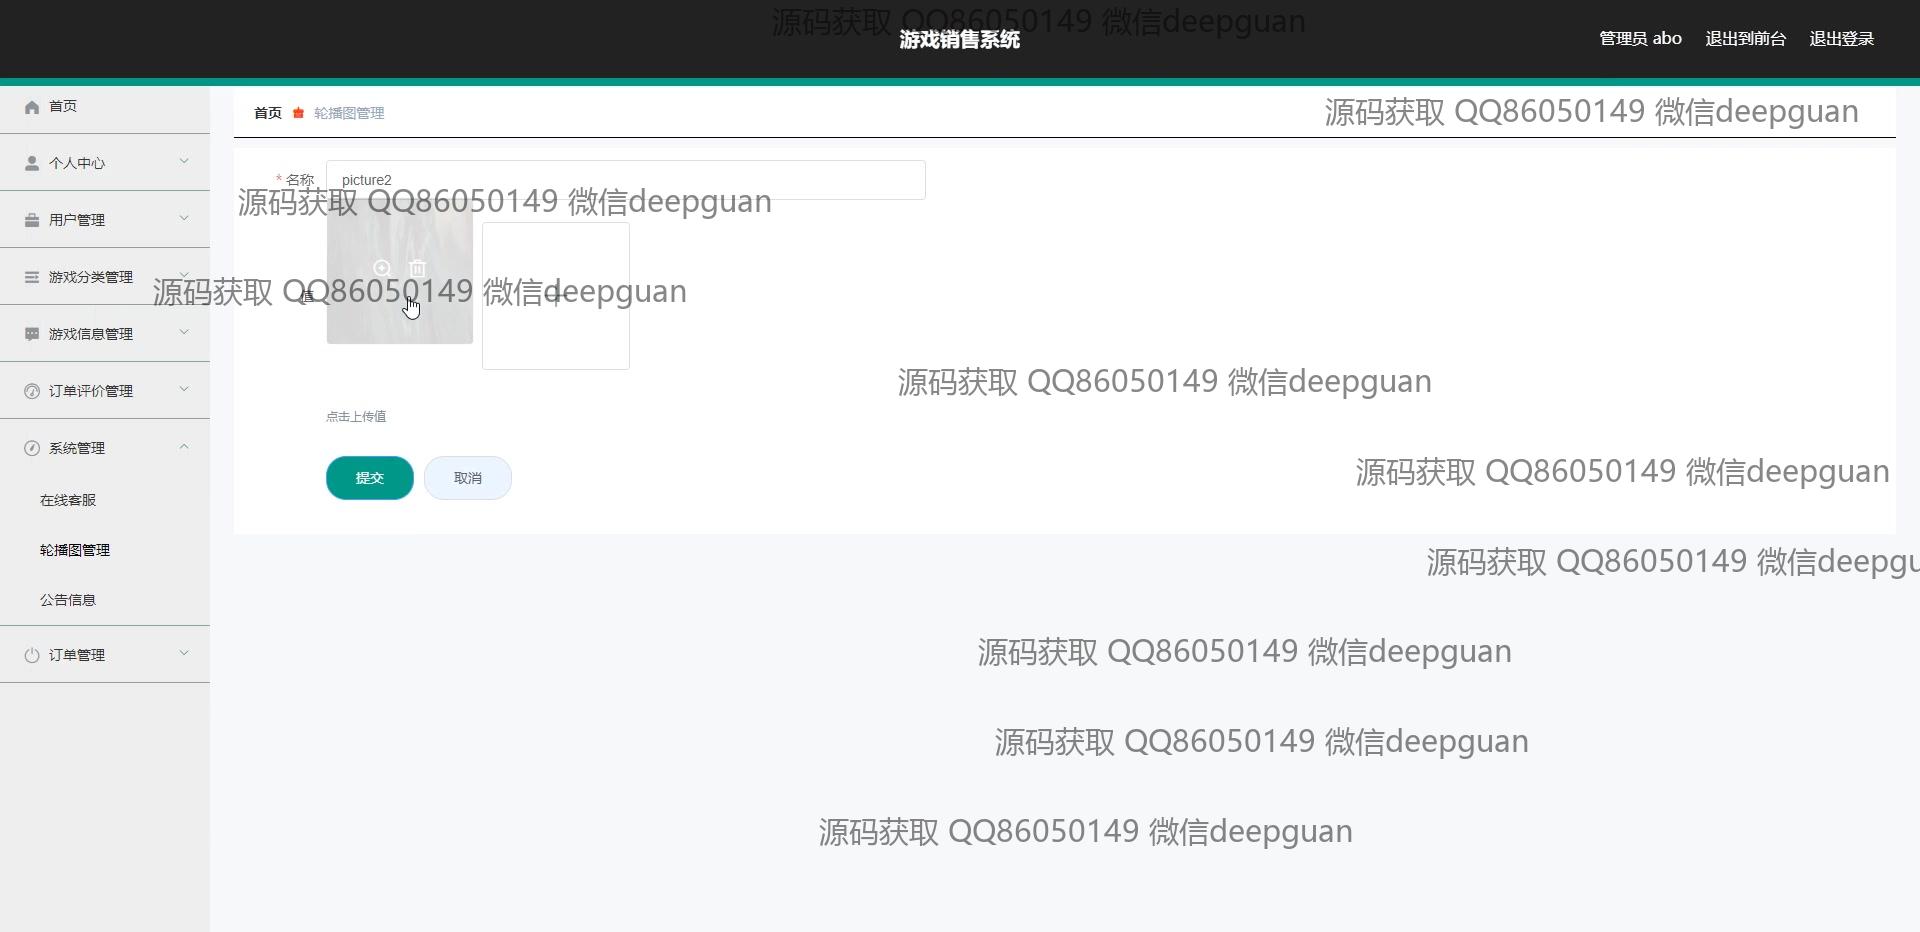 源码获取 QQ86050149 微信deepguan
游戏销售系统
管理员 abo 退出到前台 退出登录
首页
首页 轮播图管理
源码获取 QQ86050149 微信deepguan
个人中心
* 名称 picture2
源码获取 QQ86050149 微信deepguan
用户管理
游戏分类管理
源码获取 QQ86050149 微信deepguan
值
游戏信息管理
源码获取 QQ86050149 微信deepguan
订单评价管理
点击上传值
系统管理
提交 取消
源码获取 QQ86050149 微信deepguan
在线客服
轮播图管理
源码获取 QQ86050149 微信deepgu
公告信息
订单管理
源码获取 QQ86050149 微信deepguan
源码获取 QQ86050149 微信deepguan
源码获取 QQ86050149 微信deepguan